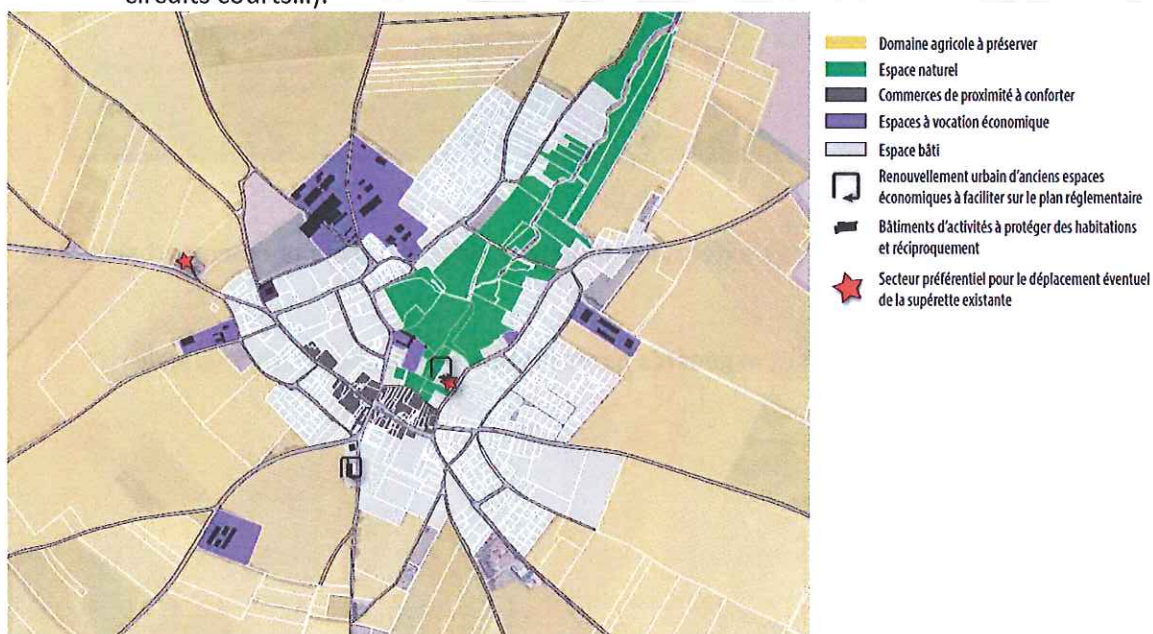 circuits courts...).
Domaine agricole à préserver
Espace naturel
Commerces de proximité à conforter
Espaces à vocation économique
Espace bâti
Renouvellement urbain d'anciens espaces
économiques à faciliter sur le plan réglementaire
Bâtiments d'activités à protéger des habitations
et réciproquement
Secteur préférentiel pour le déplacement éventuel
de la supérette existante